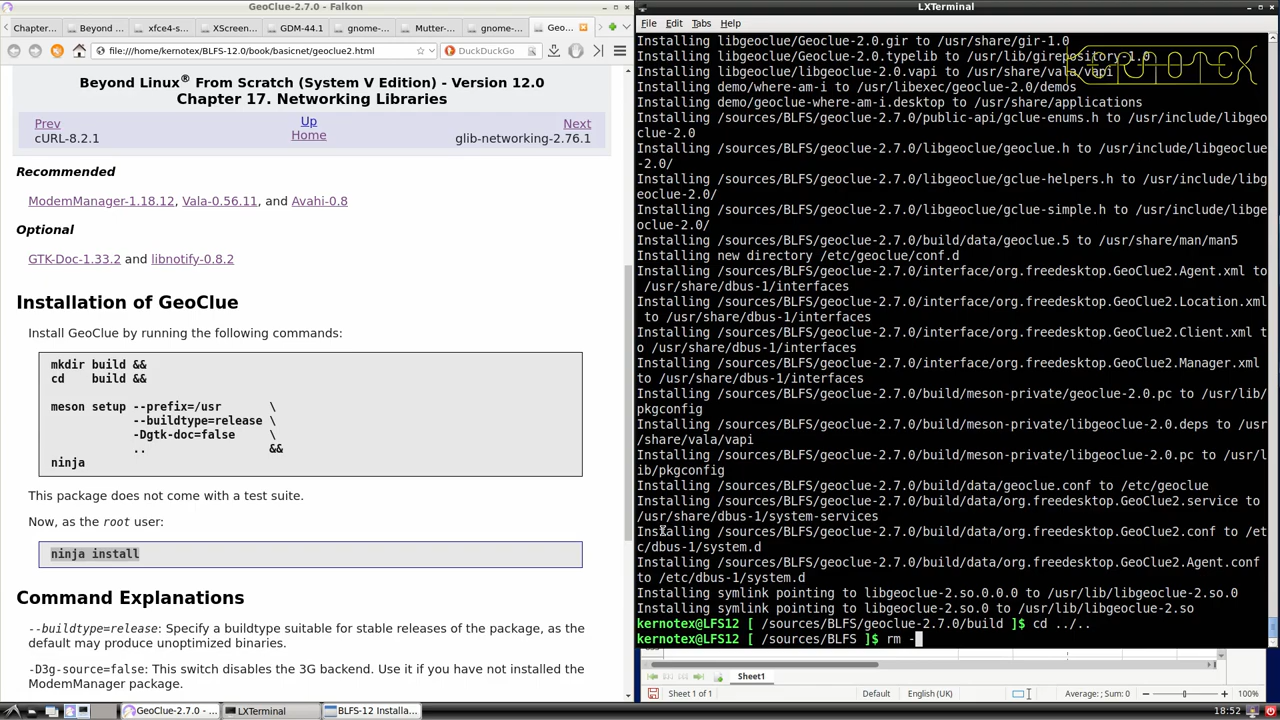 GeoClue-2.7.0 - Falkon
Chapter...
Beyond ...
xfce4-s...
XScreen...
GDM-44.1
gnome-...
Mutter-...
gnome-...
Geo...
file:///home/kernotex/BLFS-12.0/book/basicnet/geoclue2.html
DuckDuckGo
Beyond Linux® From Scratch (System V Edition) - Version 12.0
Chapter 17. Networking Libraries
Prev Up Next
cURL-8.2.1 Home glib-networking-2.76.1
Recommended
ModemManager-1.18.12, Vala-0.56.11, and Avahi-0.8
Optional
GTK-Doc-1.33.2 and libnotify-0.8.2
Installation of GeoClue
Install GeoClue by running the following commands:
mkdir build &&
cd    build &&
meson setup --prefix=/usr       \
--buildtype=release \
-Dgtk-doc=false     \
..                  &&
ninja
This package does not come with a test suite.
Now, as the root user:
ninja install
Command Explanations
--buildtype=release: Specify a buildtype suitable for stable releases of the package, as the
default may produce unoptimized binaries.
-D3g-source=false: This switch disables the 3G backend. Use it if you have not installed the
ModemManager package.
LXTerminal
File Edit Tabs Help
Installing libgeoclue/Geoclue-2.0.gir to /usr/share/gir-1.0
Installing libgeoclue/Geoclue-2.0.typelib to /usr/lib/girepository-1.0
Installing libgeoclue/libgeoclue-2.0.vapi to /usr/share/vala/vapi
Installing demo/where-am-i to /usr/libexec/geoclue-2.0/demos
Installing demo/geoclue-where-am-i.desktop to /usr/share/applications
Installing /sources/BLFS/geoclue-2.7.0/public-api/gclue-enums.h to /usr/include/libgeo
clue-2.0
Installing /sources/BLFS/geoclue-2.7.0/libgeoclue/geoclue.h to /usr/include/libgeoclue
-2.0/
Installing /sources/BLFS/geoclue-2.7.0/libgeoclue/gclue-helpers.h to /usr/include/libg
eoclue-2.0/
Installing /sources/BLFS/geoclue-2.7.0/libgeoclue/gclue-simple.h to /usr/include/libge
oclue-2.0/
Installing /sources/BLFS/geoclue-2.7.0/build/data/geoclue.5 to /usr/share/man/man5
Installing new directory /etc/geoclue/conf.d
Installing /sources/BLFS/geoclue-2.7.0/interface/org.freedesktop.GeoClue2.Agent.xml to
/usr/share/dbus-1/interfaces
Installing /sources/BLFS/geoclue-2.7.0/interface/org.freedesktop.GeoClue2.Location.xml
to /usr/share/dbus-1/interfaces
Installing /sources/BLFS/geoclue-2.7.0/interface/org.freedesktop.GeoClue2.Client.xml t
o /usr/share/dbus-1/interfaces
Installing /sources/BLFS/geoclue-2.7.0/interface/org.freedesktop.GeoClue2.Manager.xml
to /usr/share/dbus-1/interfaces
Installing /sources/BLFS/geoclue-2.7.0/build/meson-private/geoclue-2.0.pc to /usr/lib/
pkgconfig
Installing /sources/BLFS/geoclue-2.7.0/build/meson-private/libgeoclue-2.0.deps to /usr
/share/vala/vapi
Installing /sources/BLFS/geoclue-2.7.0/build/meson-private/libgeoclue-2.0.pc to /usr/l
ib/pkgconfig
Installing /sources/BLFS/geoclue-2.7.0/build/data/geoclue.conf to /etc/geoclue
Installing /sources/BLFS/geoclue-2.7.0/build/data/org.freedesktop.GeoClue2.service to
/usr/share/dbus-1/system-services
Installing /sources/BLFS/geoclue-2.7.0/build/data/org.freedesktop.GeoClue2.conf to /et
c/dbus-1/system.d
Installing /sources/BLFS/geoclue-2.7.0/build/data/org.freedesktop.GeoClue2.Agent.conf
to /etc/dbus-1/system.d
Installing symlink pointing to libgeoclue-2.so.0.0.0 to /usr/lib/libgeoclue-2.so.0
Installing symlink pointing to libgeoclue-2.so.0 to /usr/lib/libgeoclue-2.so
kernotex@LFS12 [ /sources/BLFS/geoclue-2.7.0/build ]$ cd ../..
kernotex@LFS12 [ /sources/BLFS ]$ rm -
KERNOTEX
Sheet1
Sheet 1 of 1 Default English (UK) Average: ; Sum: 0 100%
GeoClue-2.7.0 - ...
LXTerminal
BLFS-12 Installa...
18:52